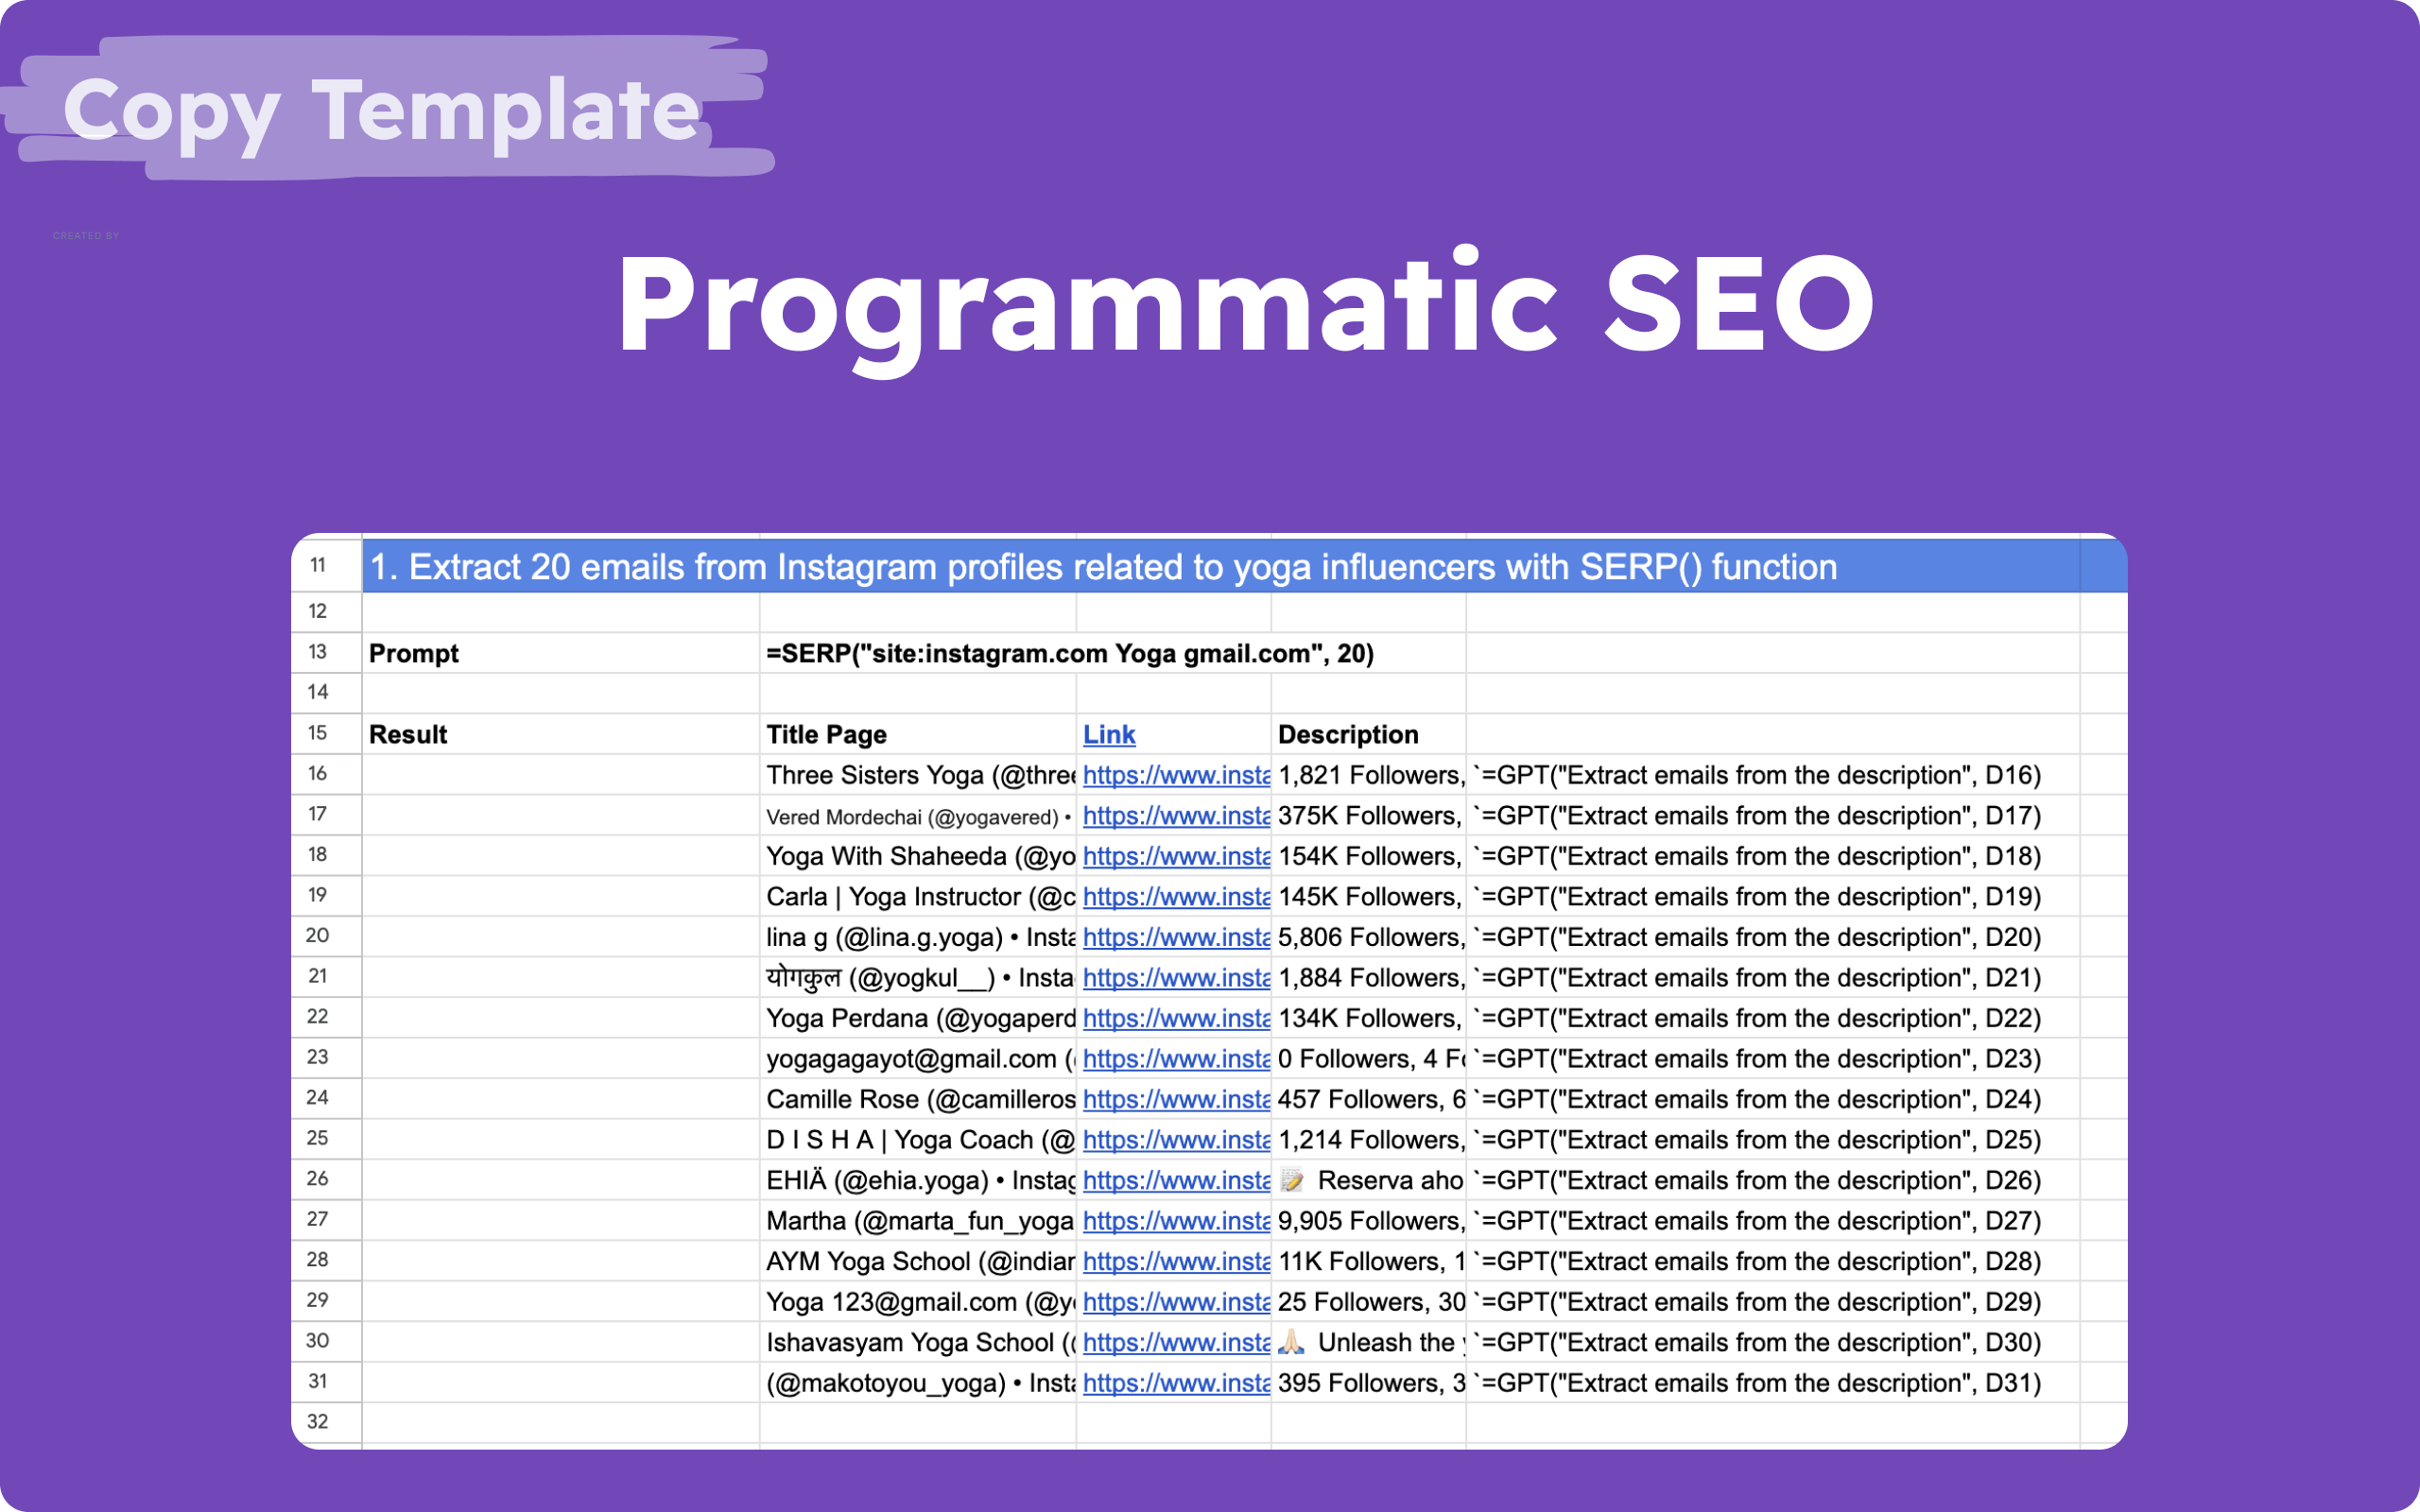 Copy Template
CREATED BY
Programmatic SEO
11 1. Extract 20 emails from Instagram profiles related to yoga influencers with SERP() function
12
13 Prompt =SERP("site:instagram.com Yoga gmail.com", 20)
14
15 Result Title Page Link Description
16 Three Sisters Yoga (@three https://www.insta 1,821 Followers, `=GPT("Extract emails from the description", D16)
17 Vered Mordechai (@yogavered) • https://www.insta 375K Followers, `=GPT("Extract emails from the description", D17)
18 Yoga With Shaheeda (@yo https://www.insta 154K Followers, `=GPT("Extract emails from the description", D18)
19 Carla | Yoga Instructor (@c https://www.insta 145K Followers, `=GPT("Extract emails from the description", D19)
20 lina g (@lina.g.yoga) • Insta https://www.insta 5,806 Followers, `=GPT("Extract emails from the description", D20)
21 योगकुल (@yogkul__) • Insta https://www.insta 1,884 Followers, `=GPT("Extract emails from the description", D21)
22 Yoga Perdana (@yogaperd https://www.insta 134K Followers, `=GPT("Extract emails from the description", D22)
23 yogagagayot@gmail.com ( https://www.insta 0 Followers, 4 Fo `=GPT("Extract emails from the description", D23)
24 Camille Rose (@camilleros https://www.insta 457 Followers, 6 `=GPT("Extract emails from the description", D24)
25 D I S H A | Yoga Coach (@ https://www.insta 1,214 Followers, `=GPT("Extract emails from the description", D25)
26 EHIÄ (@ehia.yoga) • Instag https://www.insta 📝 Reserva aho `=GPT("Extract emails from the description", D26)
27 Martha (@marta_fun_yoga https://www.insta 9,905 Followers, `=GPT("Extract emails from the description", D27)
28 AYM Yoga School (@indian https://www.insta 11K Followers, 1 `=GPT("Extract emails from the description", D28)
29 Yoga 123@gmail.com (@yo https://www.insta 25 Followers, 30 `=GPT("Extract emails from the description", D29)
30 Ishavasyam Yoga School (@ https://www.insta 🙏🏻 Unleash the y `=GPT("Extract emails from the description", D30)
31 (@makotoyou_yoga) • Insta https://www.insta 395 Followers, 3 `=GPT("Extract emails from the description", D31)
32